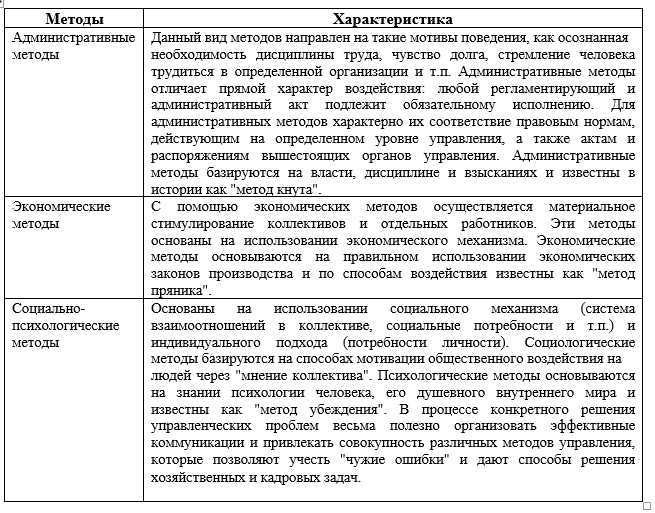 Методы Характеристика
Административные методы
Данный вид методов направлен на такие мотивы поведения, как осознанная
необходимость дисциплины труда, чувство долга, стремление человека
трудиться в определенной организации и т.п. Административные методы
отличает прямой характер воздействия: любой регламентирующий и
административный акт подлежит обязательному исполнению. Для
административных методов характерно их соответствие правовым нормам,
действующим на определенном уровне управления, а также актам и
распоряжениям вышестоящих органов управления. Административные
методы базируются на власти, дисциплине и взысканиях и известны в
истории как "метод кнута".
Экономические
методы
С помощью экономических методов осуществляется материальное
стимулирование коллективов и отдельных работников. Эти методы
основаны на использовании экономического механизма. Экономические
методы основываются на правильном использовании экономических
законов производства и по способам воздействия известны как "метод
пряника".
Социально-
психологические
методы
Основаны на использовании социального механизма (система
взаимоотношений в коллективе, социальные потребности и т.п.) и
индивидуального подхода (потребности личности). Социологические
методы базируются на способах мотивации общественного воздействия на
людей через "мнение коллектива". Психологические методы основываются
на знании психологии человека, его душевного внутреннего мира и
известны как "метод убеждения". В процессе конкретного решения
управленческих проблем весьма полезно организовать эффективные
коммуникации и привлекать совокупность различных методов управления,
которые позволяют учесть "чужие ошибки" и дают способы решения
хозяйственных и кадровых задач.